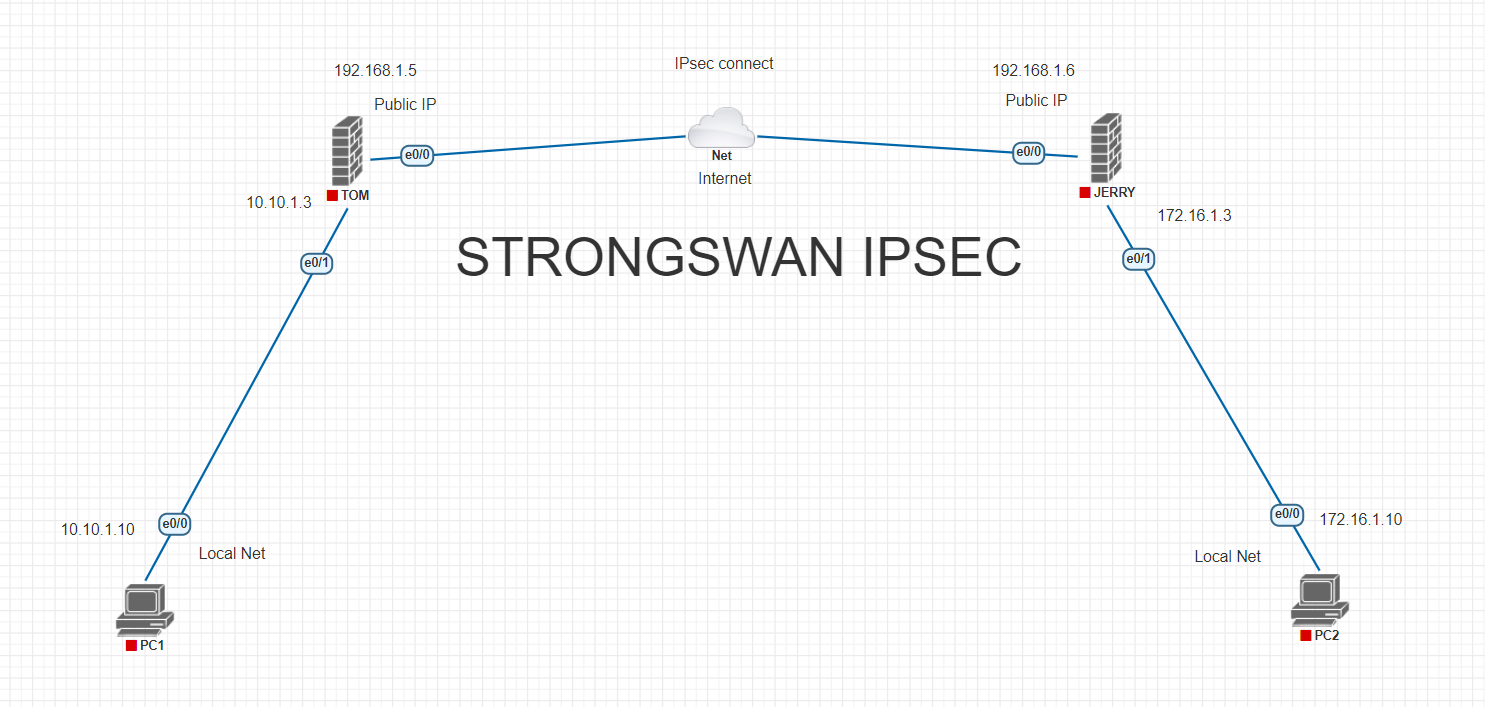 IPsec connect
192.168.1.5
192.168.1.6
Public IP
Public IP
e0/0
e0/0
Net
Internet
TOM
JERRY
10.10.1.3
172.16.1.3
STRONGSWAN IPSEC
e0/1
e0/1
10.10.1.10
e0/0
e0/0
172.16.1.10
Local Net
Local Net
PC1
PC2